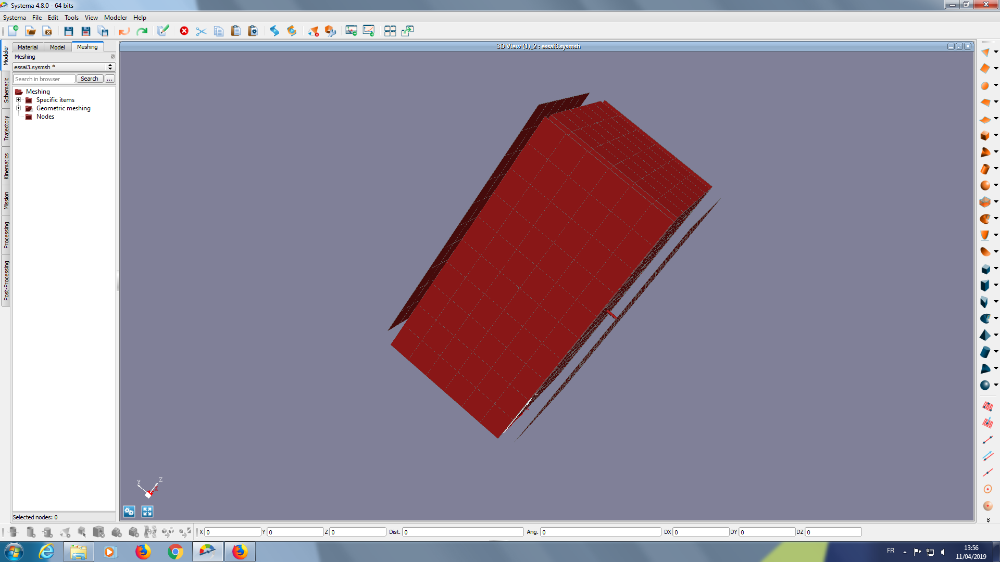 Systema 4.8.0 - 64 bits
Systema File Edit Tools View Modeler Help
Material Model Meshing
Meshing
essai3.sysmsh *
Search in browser Search ...
Meshing
Specific items
Geometric meshing
Nodes
Selected nodes: 0
Modeler
Schematic
Trajectory
Kinematics
Mission
Processing
Post-Processing
3D View (1)_2 : essai3.sysmsh
Y Z X
X 0 Y 0 Z 0 Dist. 0 Ang. 0 DX 0 DY 0 DZ 0
FR
13:56
11/04/2019